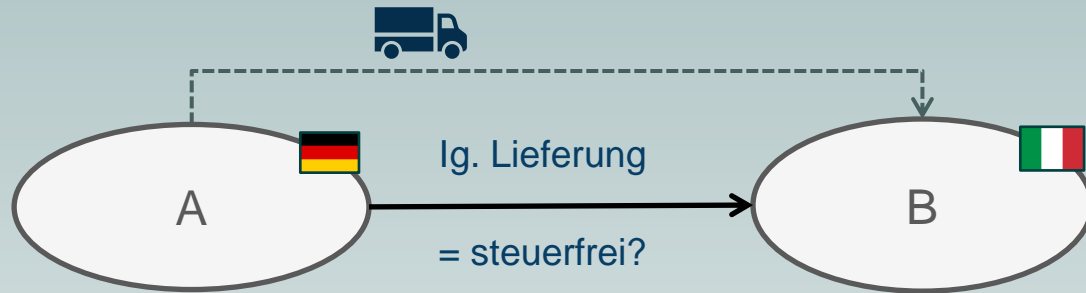 Ig. Lieferung
A
B
= steuerfrei?